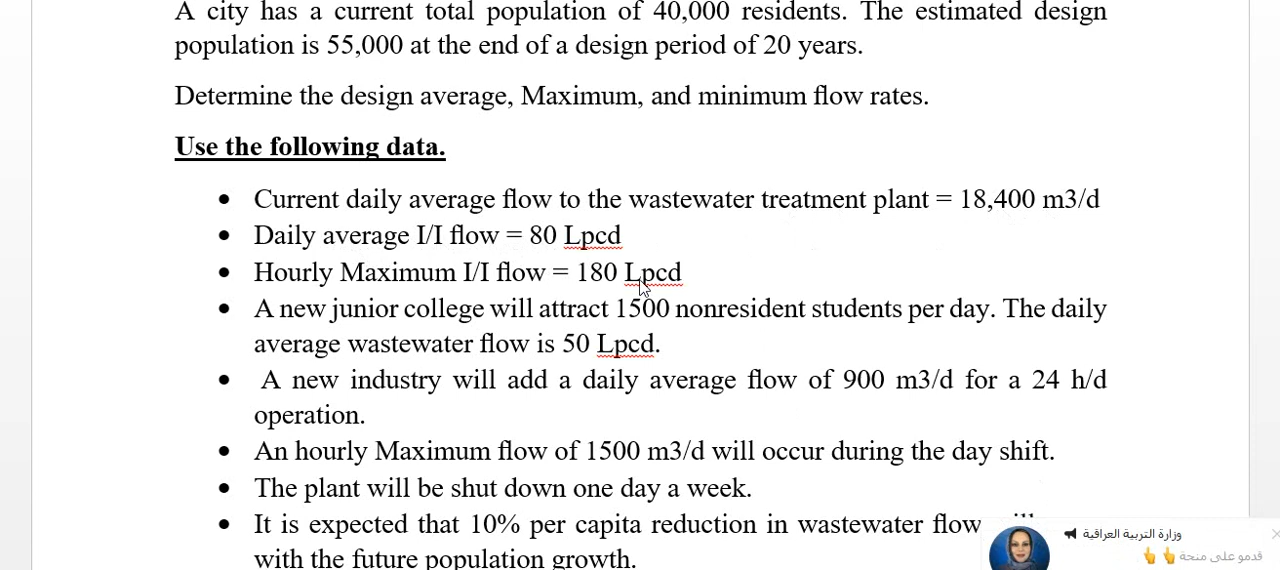 A city has a current total population of 40,000 residents. The estimated design
population is 55,000 at the end of a design period of 20 years.
Determine the design average, Maximum, and minimum flow rates.
Use the following data.
• Current daily average flow to the wastewater treatment plant = 18,400 m3/d
• Daily average I/I flow = 80 Lpcd
• Hourly Maximum I/I flow = 180 Lpcd
• A new junior college will attract 1500 nonresident students per day. The daily
average wastewater flow is 50 Lpcd.
• A new industry will add a daily average flow of 900 m3/d for a 24 h/d
operation.
• An hourly Maximum flow of 1500 m3/d will occur during the day shift.
• The plant will be shut down one day a week.
• It is expected that 10% per capita reduction in wastewater flow
with the future population growth.
وزارة التربية العراقية
قدمو على منحة 👆👆